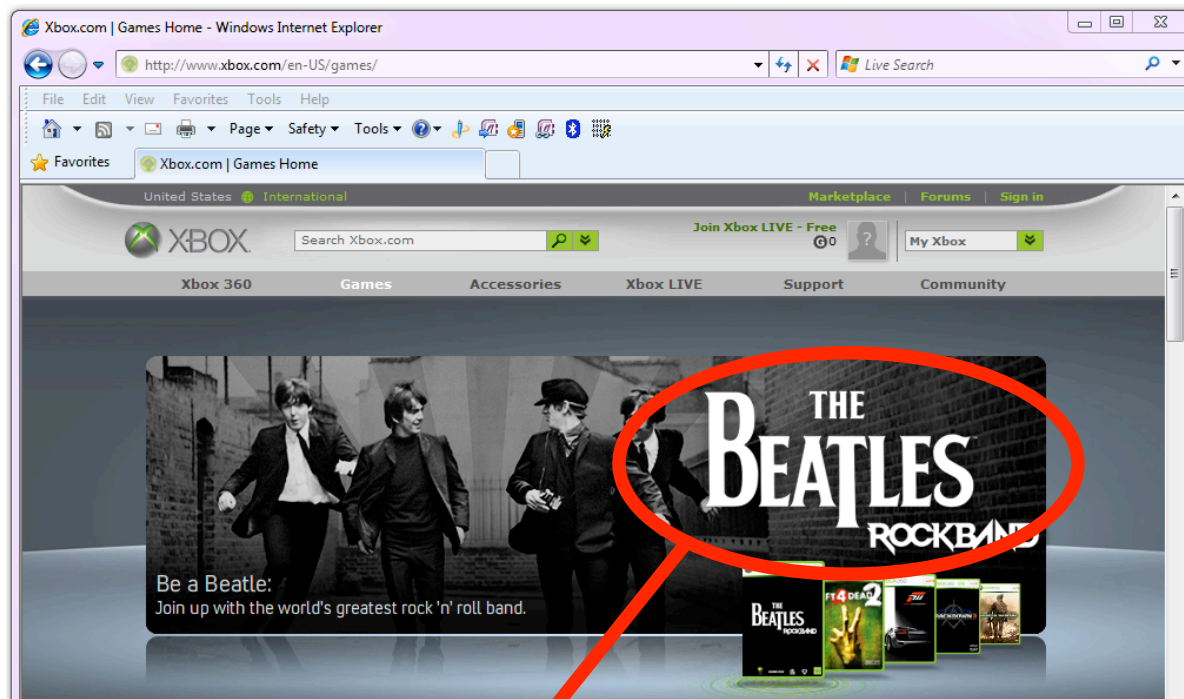 Xbox.com | Games Home - Windows Internet Explorer
http://www.xbox.com/en-US/games/
Live Search
File Edit View Favorites Tools Help
Page Safety Tools
Favorites
Xbox.com | Games Home
United States International Marketplace | Forums | Sign in
XBOX
Search Xbox.com
Join Xbox LIVE - Free
G 0
My Xbox
Xbox 360 Games Accessories Xbox LIVE Support Community
THE
BEATLES
ROCKBAND
Be a Beatle:
Join up with the world's greatest rock 'n' roll band.
THE
BEATLES
ROCKBAND
FT4DEAD2